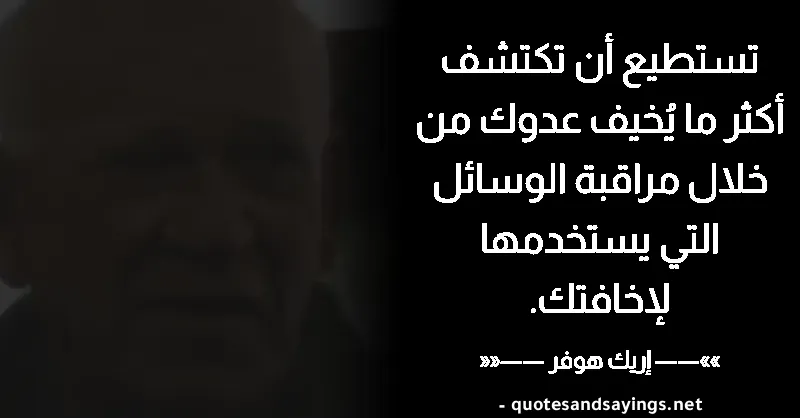 تستطيع أن تكتشف
أكثر ما يُخيف عدوك من
خلال مراقبة الوسائل
التي يستخدمها
لإخافتك.
»»—— إريك هوفر ——««
- quotesandsayings.net